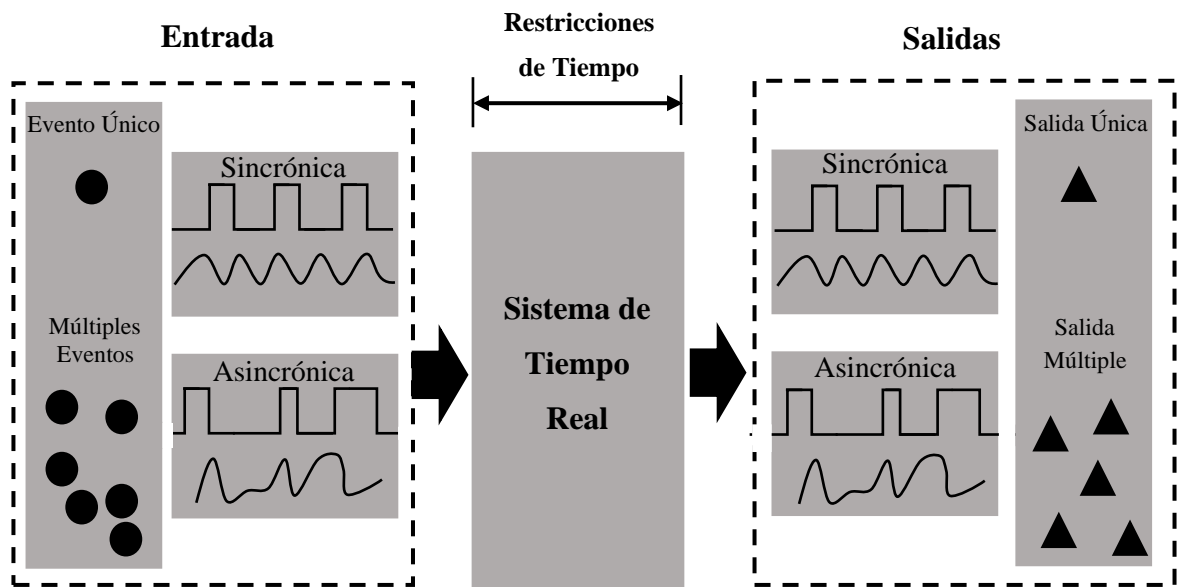 Entrada
Restricciones
de Tiempo
Salidas
Evento Único
Sincrónica
Múltiples
Eventos
Asincrónica
Sistema de
Tiempo
Real
Sincrónica
Asincrónica
Salida Única
Salida
Múltiple